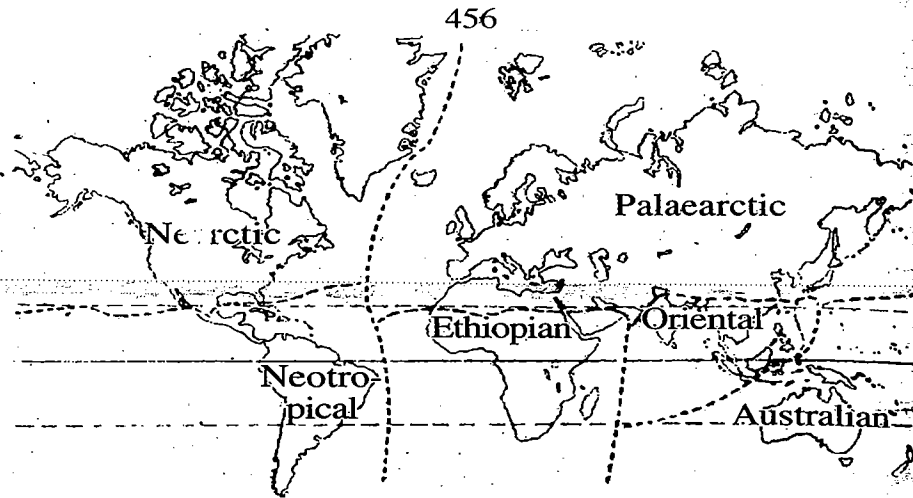 456
Palaearctic
Ethiopian
Oriental
Neotro-
pical
Australian